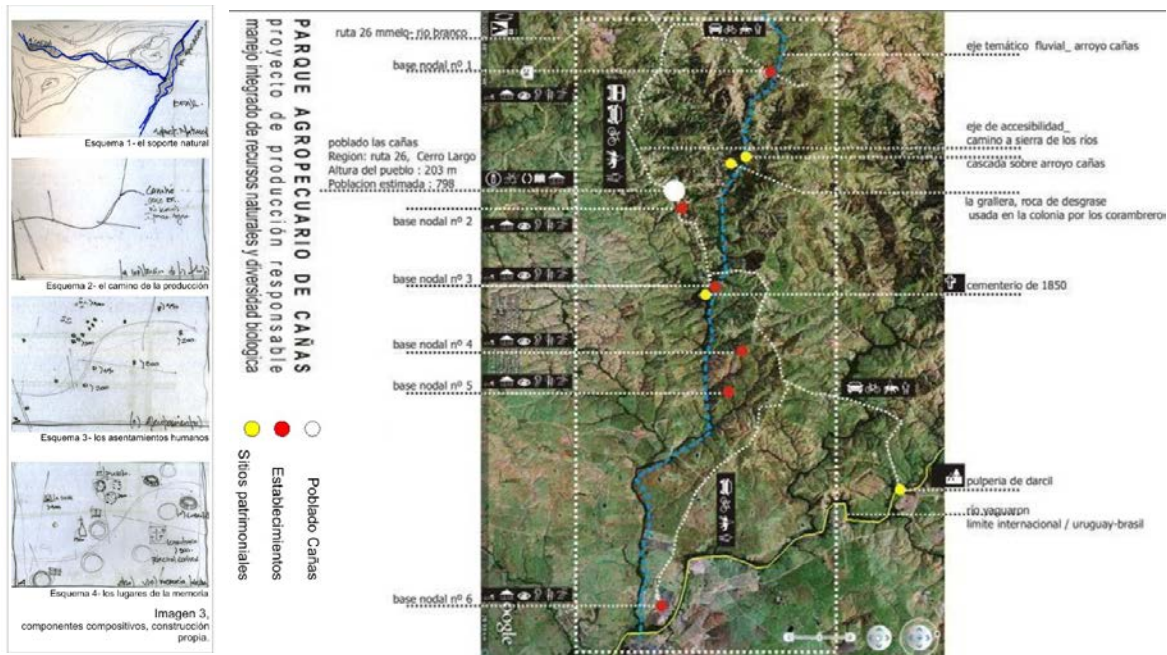 Esquema 1- el soporte natural
Esquema 2- el camino de la producción
Esquema 3- los asentamientos humanos
Esquema 4- los lugares de la memoria
Imagen 3,
componentes compositivos, construcción
propia.
PARQUE AGROPECUARIO DE CAÑAS
proyecto de producción responsable
manejo integrado de recursos naturales y diversidad biologica
Poblado Cañas
Establecimientos
Sitios patrimoniales
ruta 26 mmelo- rio branco
base nodal nº 1
poblado las cañas
Region: ruta 26, Cerro Largo
Altura del pueblo : 203 m
Poblacion estimada : 798
base nodal nº 2
base nodal nº 3
base nodal nº 4
base nodal nº 5
base nodal nº 6
eje temático fluvial_ arroyo cañas
eje de accesibilidad_
camino a sierra de los ríos
cascada sobre arroyo cañas
la grallera, roca de desgrase
usada en la colonia por los corambreros
cementerio de 1850
pulperia de darcil
río yaguaron
limite internacional / uruguay-brasil